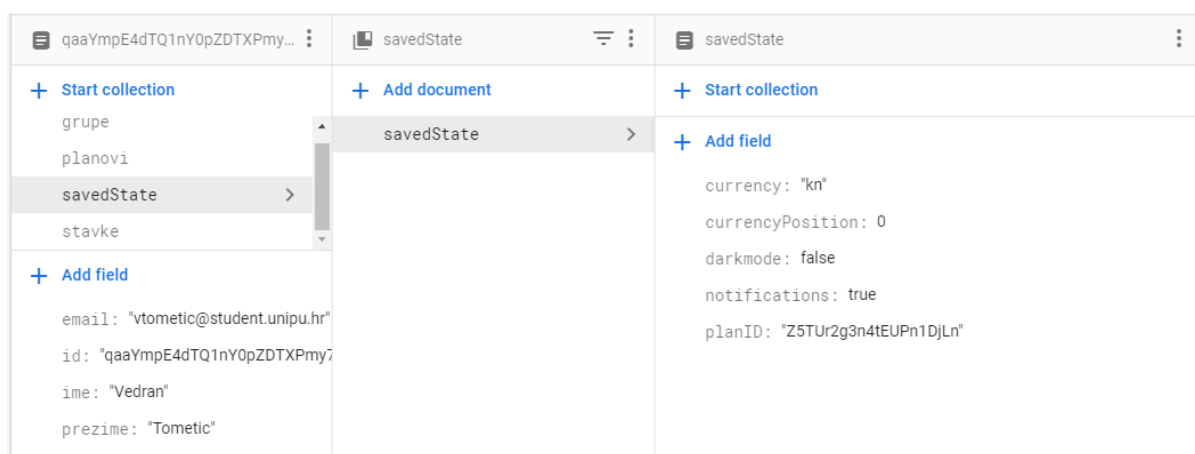 qaaYmpE4dTQ1nY0pZDTXPmy...
Start collection
grupe
planovi
savedState
stavke
Add field
email: "vtometic@student.unipu.hr"
id: "qaaYmpE4dTQ1nY0pZDTXPmy7
ime: "Vedran"
prezime: "Tometic"
savedState
Add document
savedState
savedState
Start collection
Add field
currency: "kn"
currencyPosition: 0
darkmode: false
notifications: true
planID: "Z5TUr2g3n4tEUPn1DjLn"